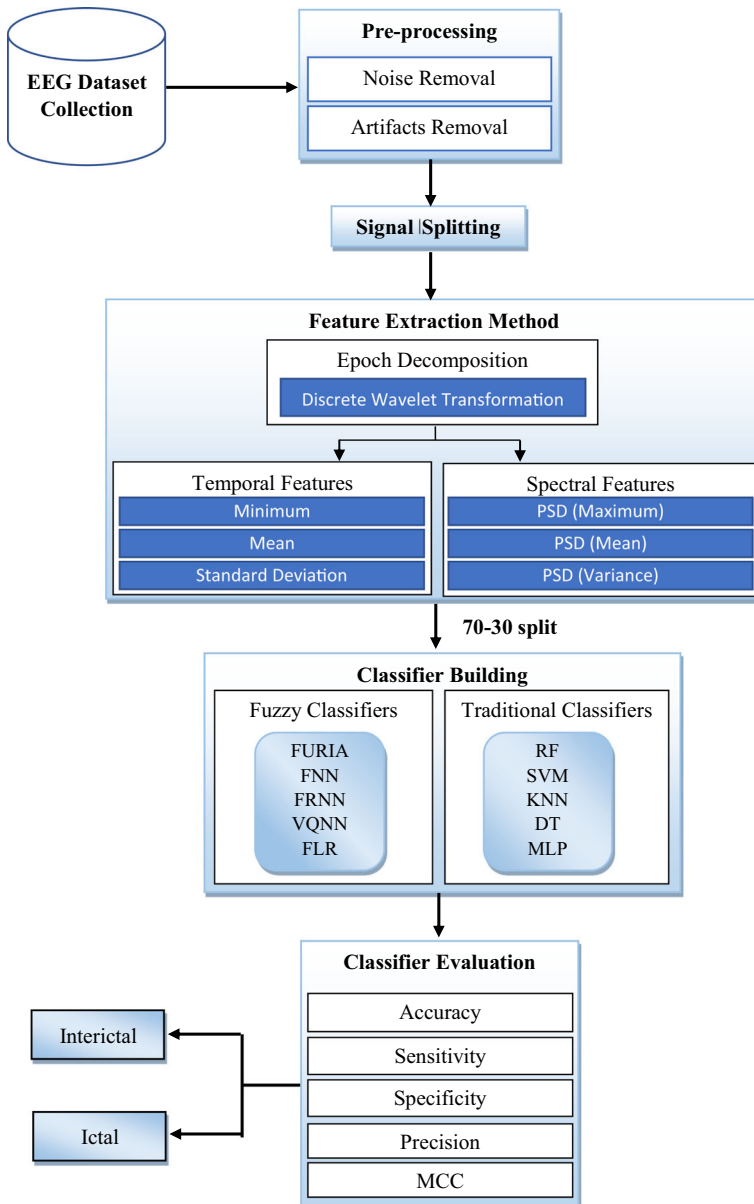 EEG Dataset
Collection
Pre-processing
Noise Removal
Artifacts Removal
Signal Splitting
Feature Extraction Method
Epoch Decomposition
Discrete Wavelet Transformation
Temporal Features
Minimum
Mean
Standard Deviation
Spectral Features
PSD (Maximum)
PSD (Mean)
PSD (Variance)
70-30 split
Classifier Building
Fuzzy Classifiers
FURIA
FNN
FRNN
VQNN
FLR
Traditional Classifiers
RF
SVM
KNN
DT
MLP
Classifier Evaluation
Accuracy
Sensitivity
Specificity
Precision
MCC
Interictal
Ictal